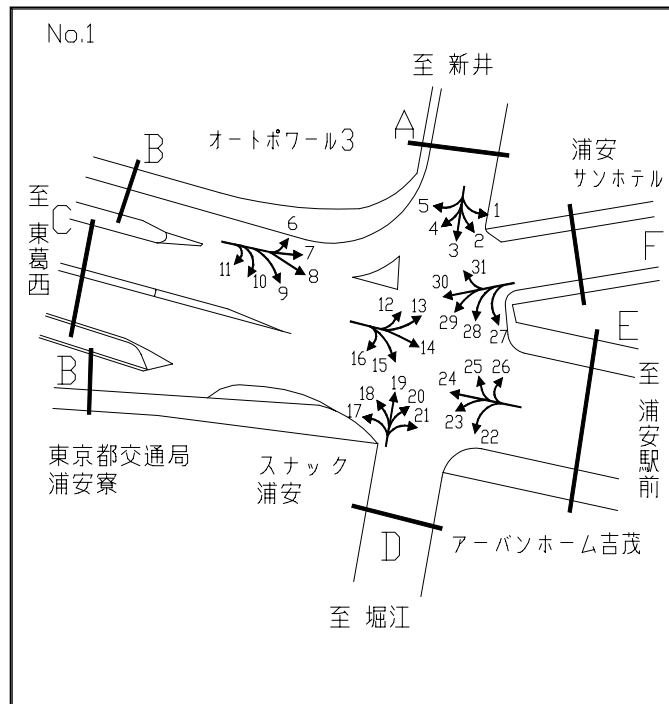 No.1
至 新井
A
オートポワール3
浦安
サンホテル
B
至 東葛西
C
F
E
B
至 浦安駅前
1
2
3
4
5
6
7
8
9
10
11
12
13
14
15
16
17
18
19
20
21
22
23
24
25
26
27
28
29
30
31
東京都交通局
浦安寮
スナック
浦安
D
アーバンホーム吉茂
至 堀江